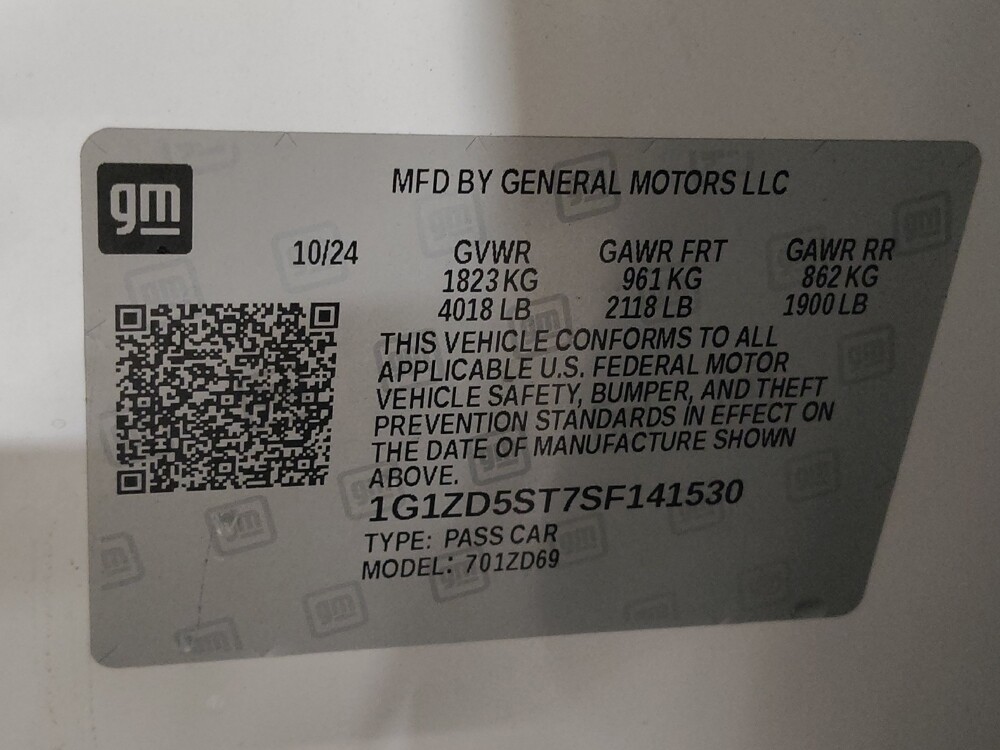 gm
MFD BY GENERAL MOTORS LLC
10/24 GVWR GAWR FRT GAWR RR
1823 KG 961 KG 862 KG
4018 LB 2118 LB 1900 LB
THIS VEHICLE CONFORMS TO ALL
APPLICABLE U.S. FEDERAL MOTOR
VEHICLE SAFETY, BUMPER, AND THEFT
PREVENTION STANDARDS IN EFFECT ON
THE DATE OF MANUFACTURE SHOWN
ABOVE.
1G1ZD5ST7SF141530
TYPE: PASS CAR
MODEL: 701ZD69